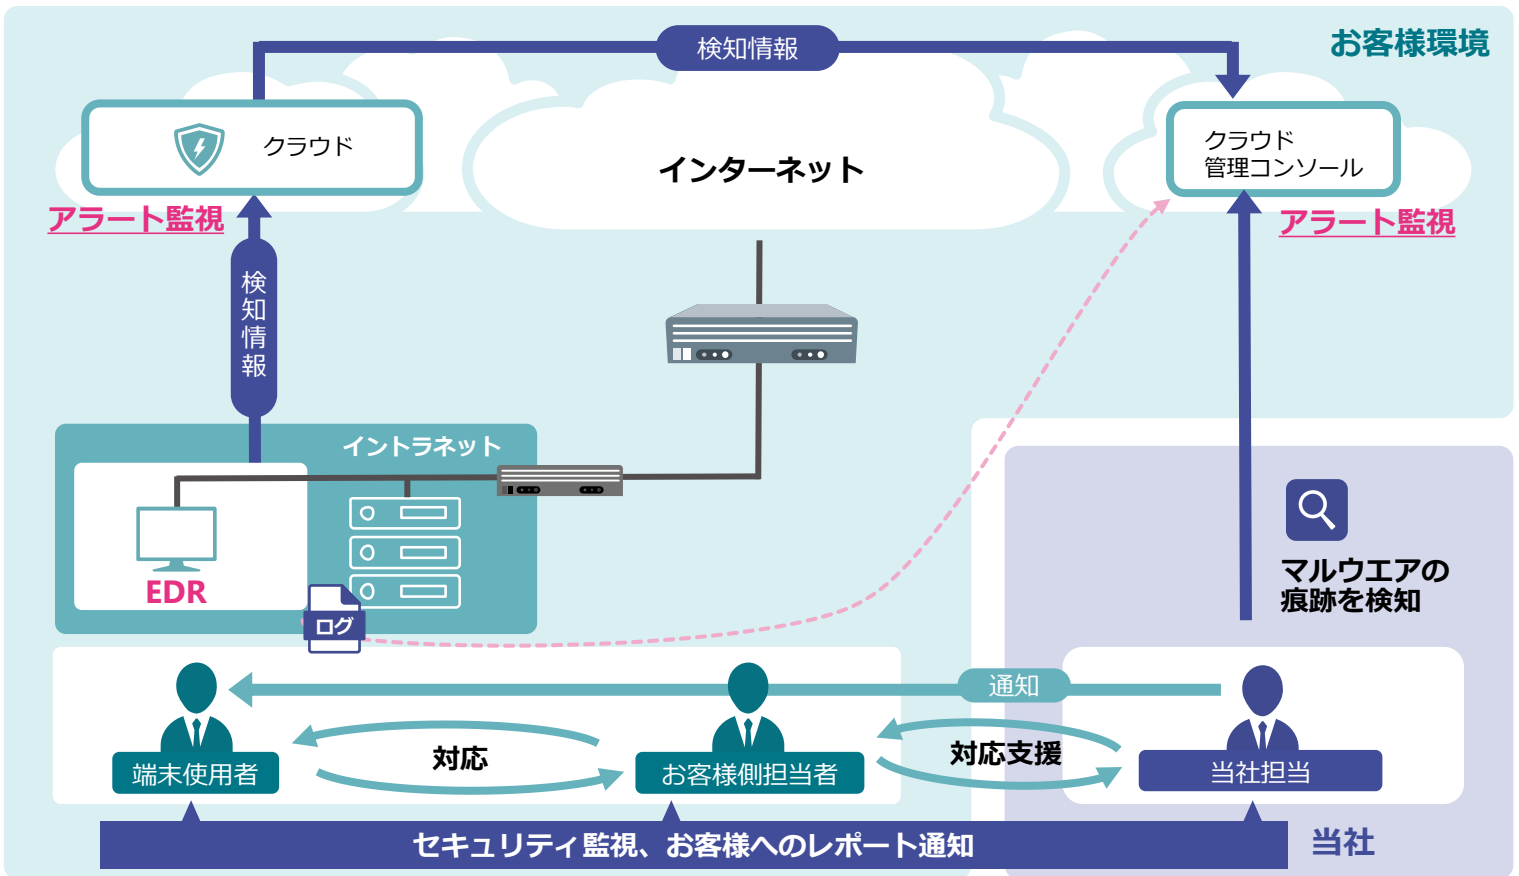 検知情報
お客様環境
クラウド
インターネット
クラウド
管理コンソール
アラート監視
アラート監視
検知情報
イントラネット
EDR
ログ
マルウエアの
痕跡を検知
通知
対応
対応支援
端末使用者
お客様側担当者
当社担当
セキュリティ監視、お客様へのレポート通知
当社